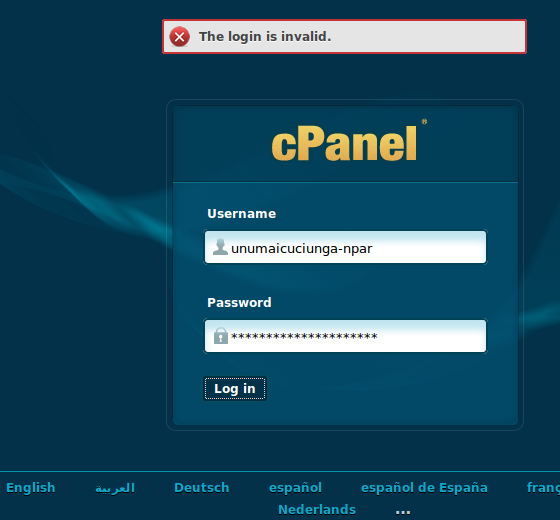 The login is invalid.
cPanel®
Username
unumaicuciunga-npar
Password
*********************
Log in
English العربية Deutsch español español de España franç
Nederlands ...